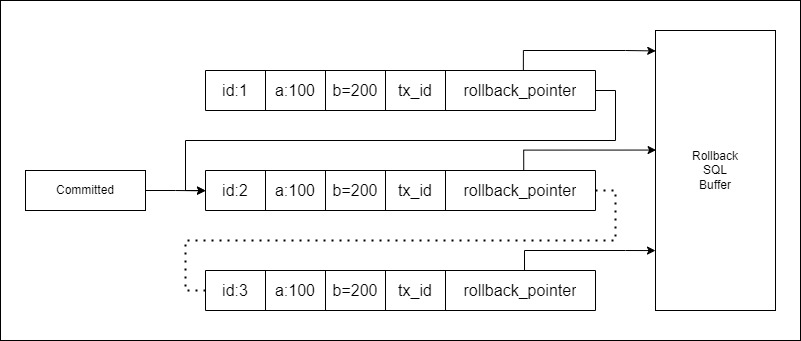 id:1 a:100 b=200 tx_id rollback_pointer
Rollback
SQL
Buffer
Committed
id:2 a:100 b=200 tx_id rollback_pointer
id:3 a:100 b=200 tx_id rollback_pointer